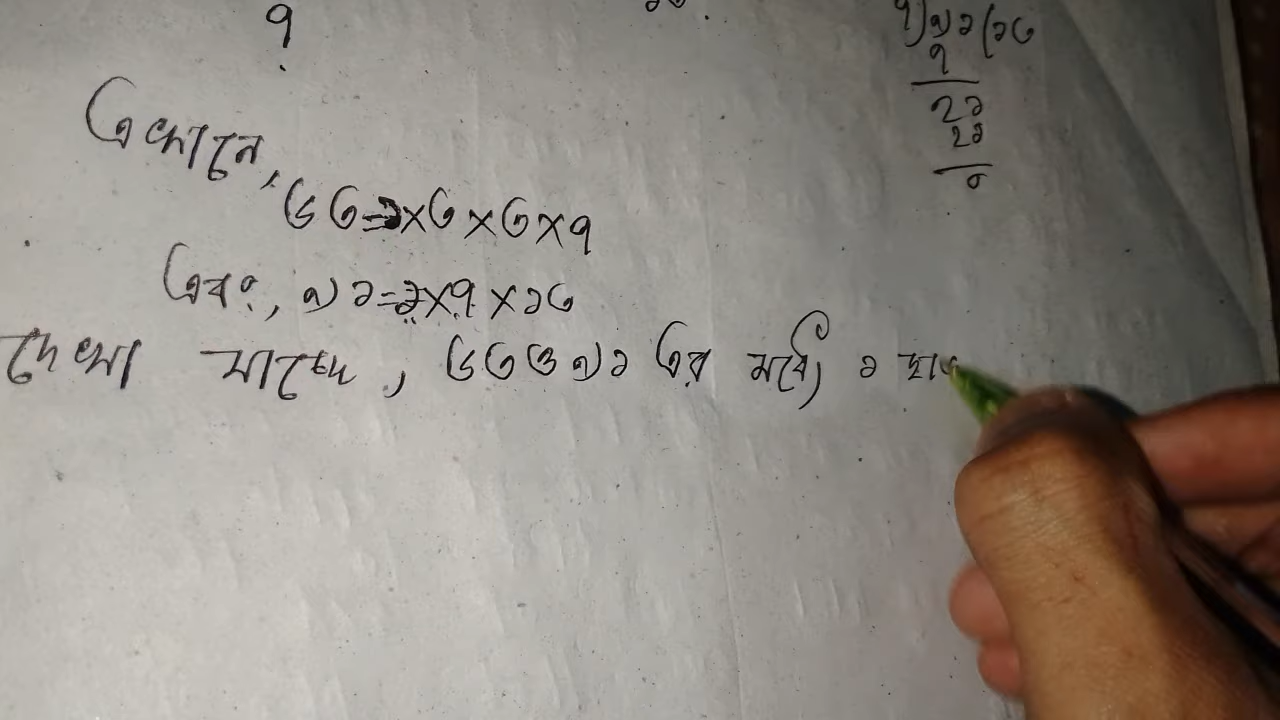 ৭
৭)৯১(১৩
৭
২১
২১
০
এখানে,
৬৩=১×৩×৩×৭
এবং, ৯১=১×৭×১৩
দেখা যাচ্ছে, ৬৩ও৯১ এর মধ্যে ১ ছাড়